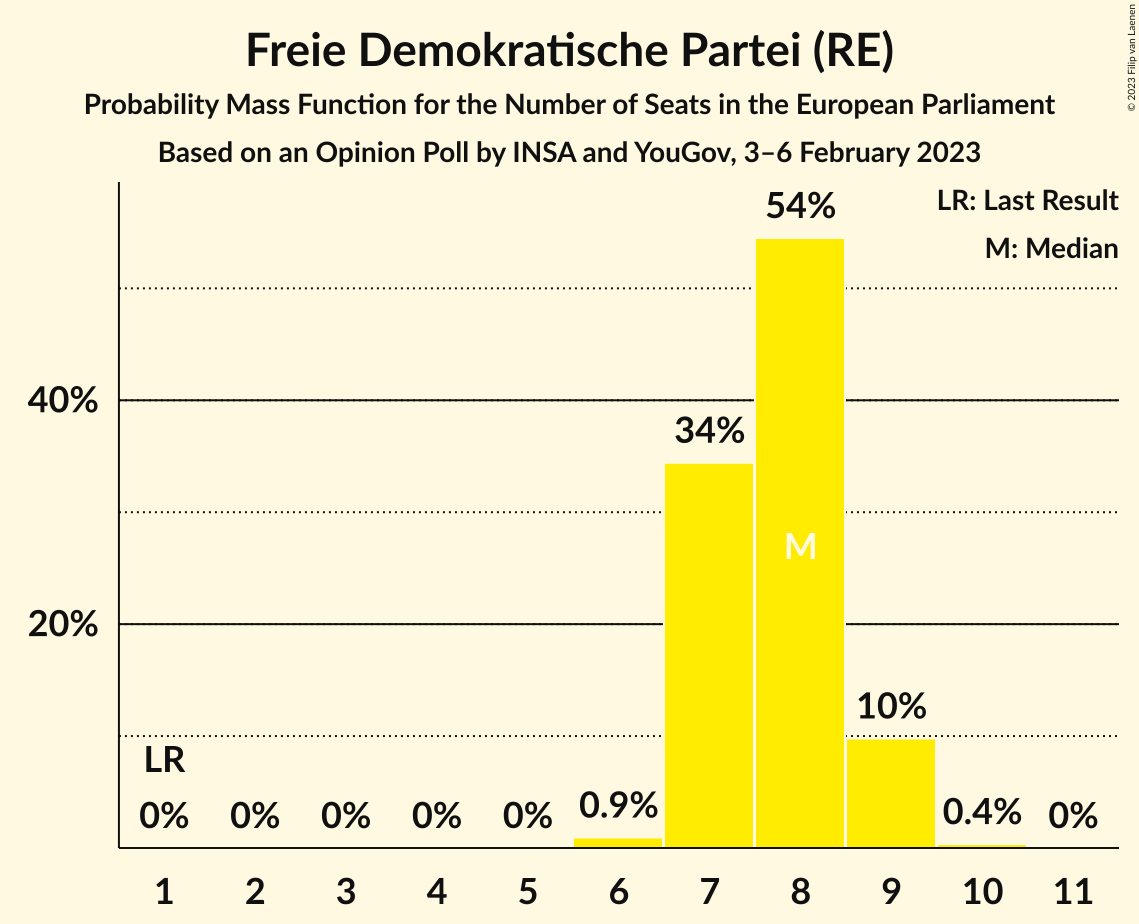 Freie Demokratische Partei (RE)
Probability Mass Function for the Number of Seats in the European Parliament
Based on an Opinion Poll by INSA and YouGov, 3–6 February 2023
© 2023 Filip van Laenen
LR: Last Result
M: Median
54%
40%
34%
M
20%
10%
LR
0% 0% 0% 0% 0% 0.9% 0.4% 0%
1 2 3 4 5 6 7 8 9 10 11